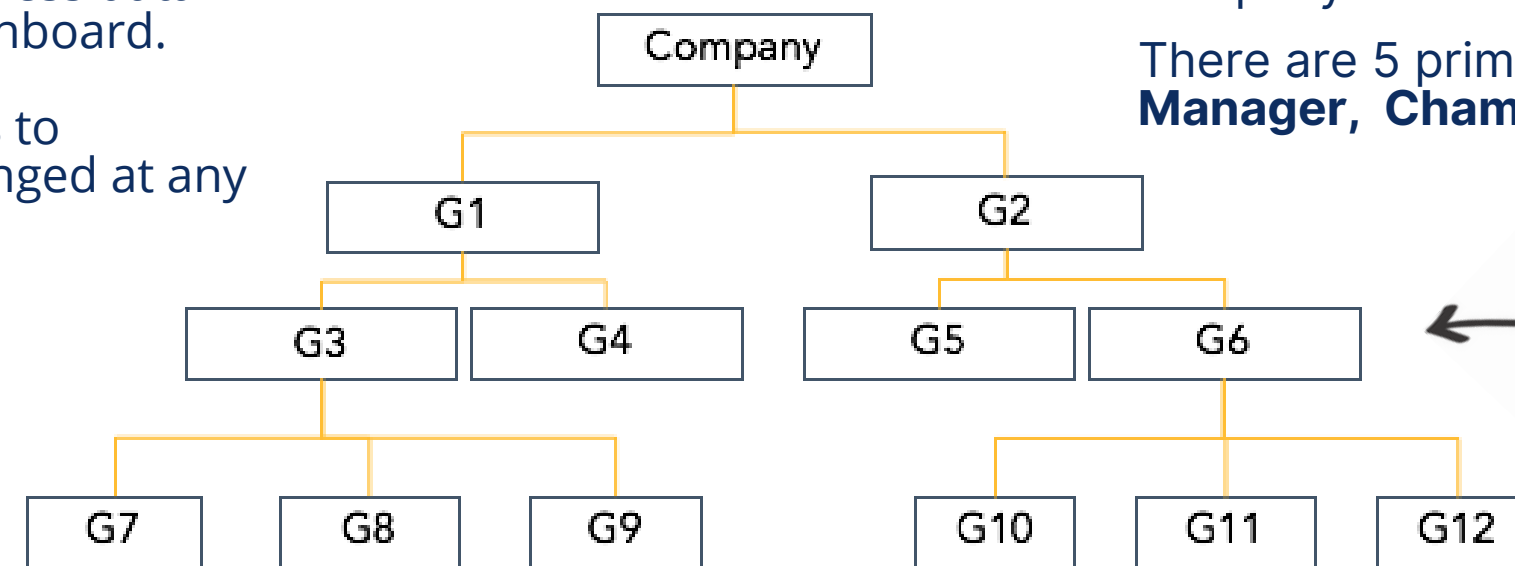 nboard.
to
nged at any
There are 5 prim
Manager, Cham
Company
G1
G2
G3
G4
G5
G6
G7
G8
G9
G10
G11
G12